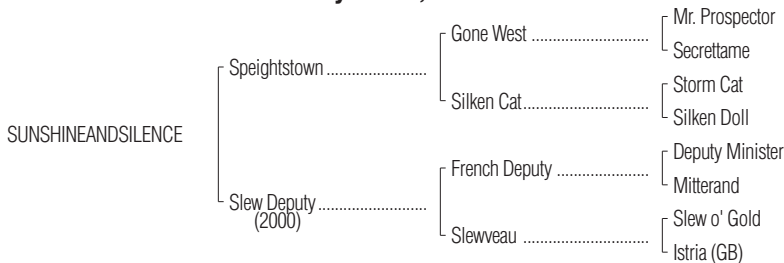 Mr. Prospector
Gone West
Secrettame
Speightstown
Storm Cat
Silken Cat
Silken Doll
SUNSHINEANDSILENCE
Deputy Minister
French Deputy
Mitterand
Slew Deputy
(2000)
Slew o' Gold
Slewveau
Istria (GB)